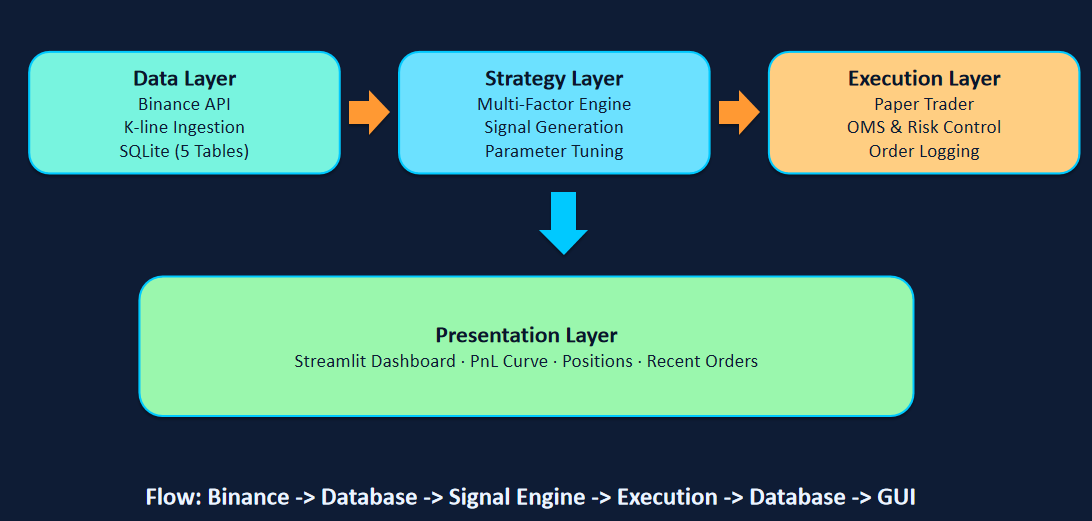 Data Layer
Binance API
K-line Ingestion
SQLite (5 Tables)
Strategy Layer
Multi-Factor Engine
Signal Generation
Parameter Tuning
Execution Layer
Paper Trader
OMS & Risk Control
Order Logging
Presentation Layer
Streamlit Dashboard · PnL Curve · Positions · Recent Orders
Flow: Binance -> Database -> Signal Engine -> Execution -> Database -> GUI